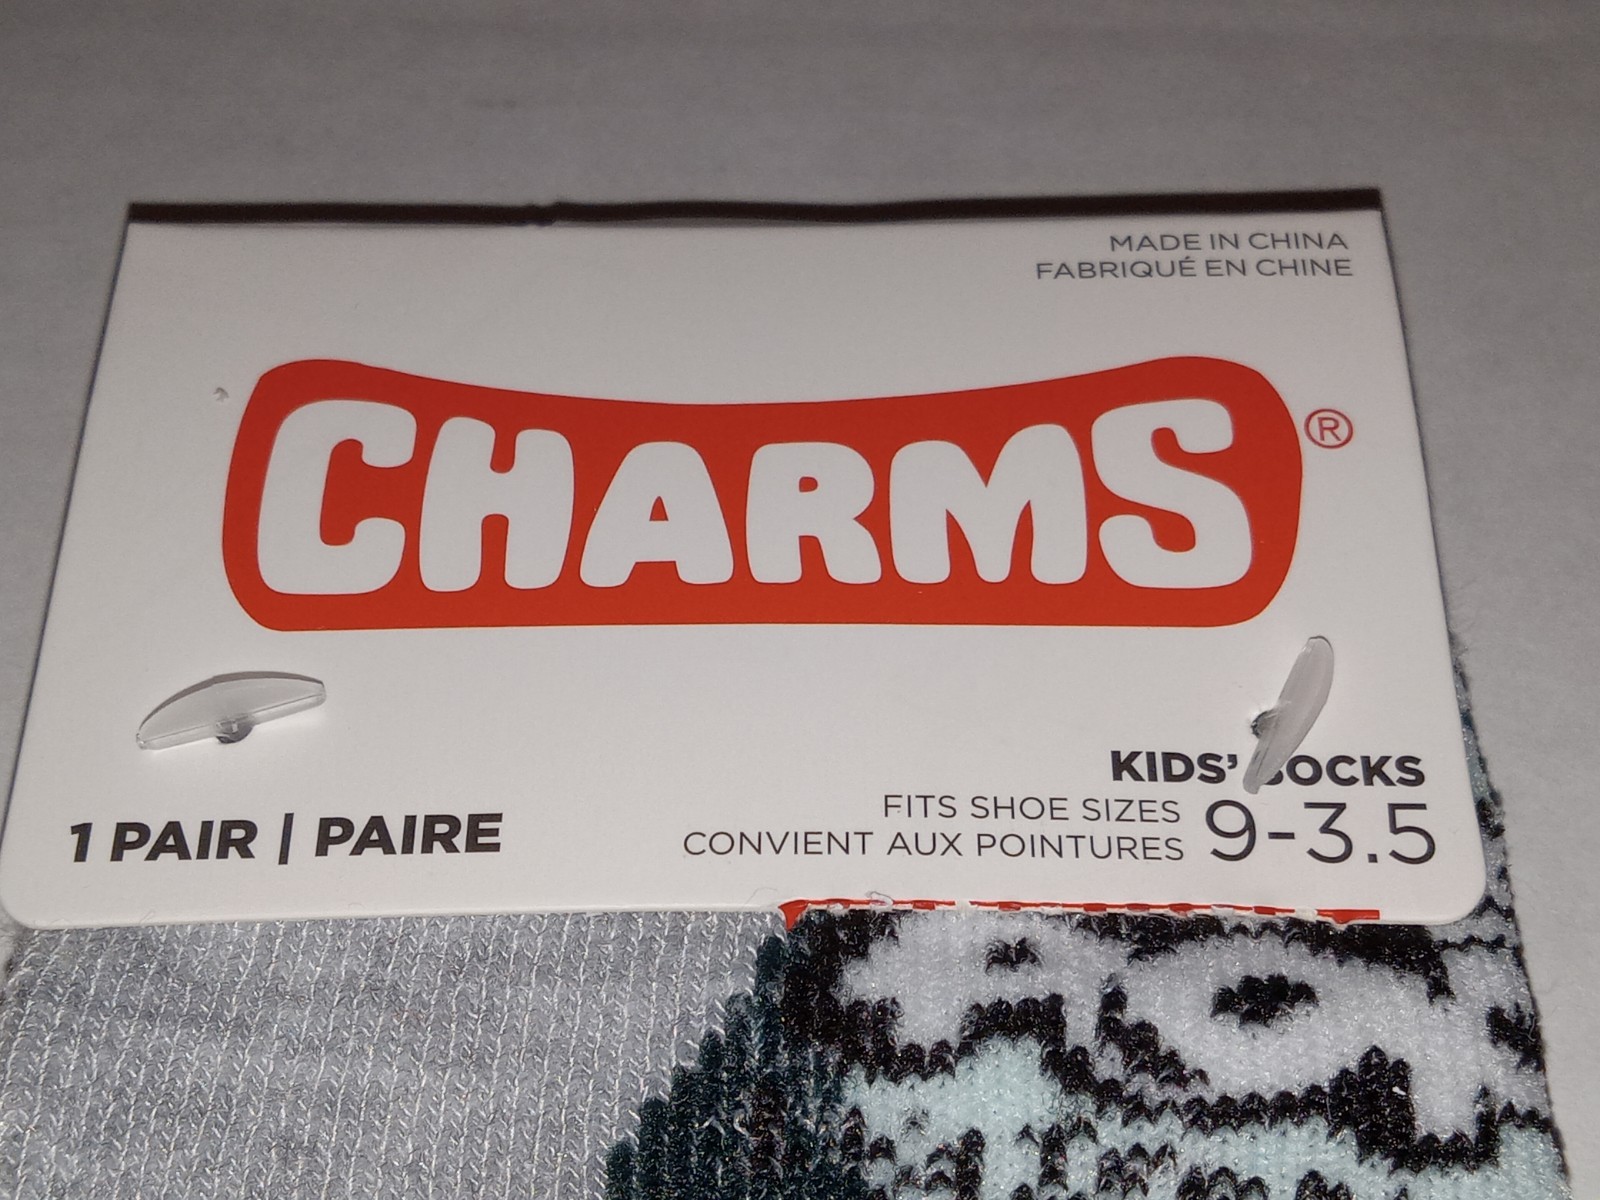 MADE IN CHINA
FABRIQUÉ EN CHINE
CHARMS®
KIDS' SOCKS
FITS SHOE SIZES
CONVIENT AUX POINTURES
9-3.5
1 PAIR | PAIRE